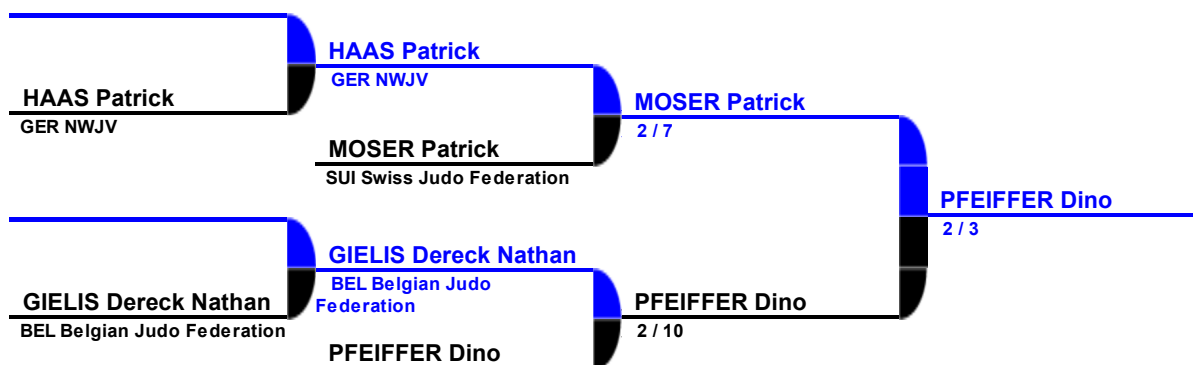 HAAS Patrick
GER NWJV
HAAS Patrick
GER NWJV
MOSER Patrick
SUI Swiss Judo Federation
MOSER Patrick
2 / 7
GIELIS Dereck Nathan
BEL Belgian Judo Federation
GIELIS Dereck Nathan
BEL Belgian Judo
Federation
PFEIFFER Dino
PFEIFFER Dino
2 / 10
PFEIFFER Dino
2 / 3